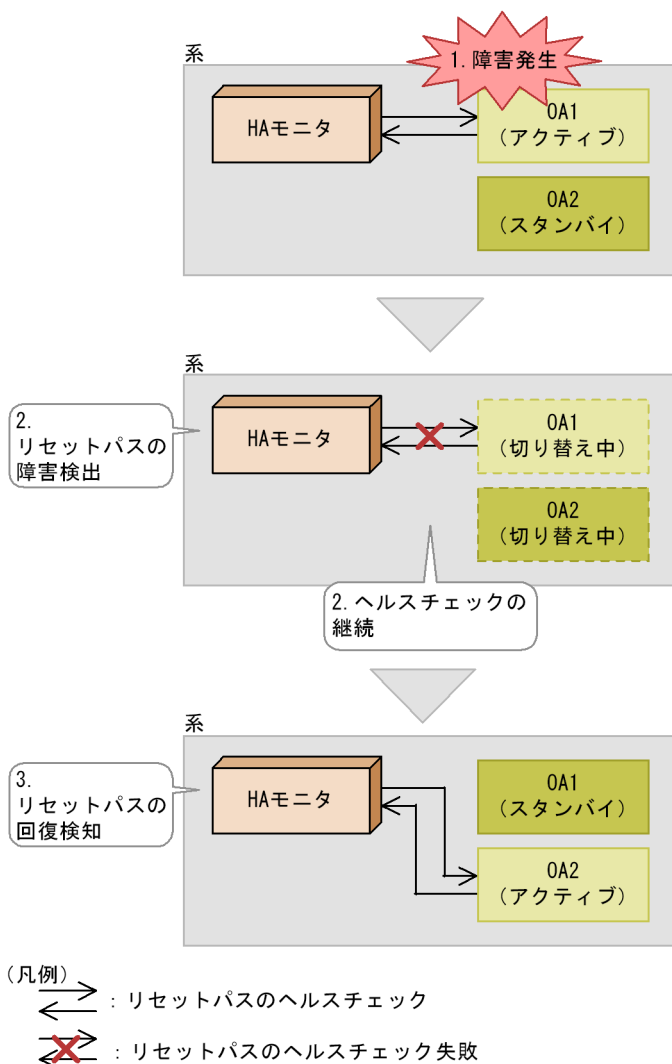 系
1.障害発生
HAモニタ
OA1
(アクティブ)
OA2
(スタンバイ)
系
2.
リセットパスの
障害検出
HAモニタ
OA1
(切り替え中)
OA2
(切り替え中)
2.ヘルスチェックの
継続
系
3.
リセットパスの
回復検知
HAモニタ
OA1
(スタンバイ)
OA2
(アクティブ)
(凡例)
:リセットパスのヘルスチェック
:リセットパスのヘルスチェック失敗